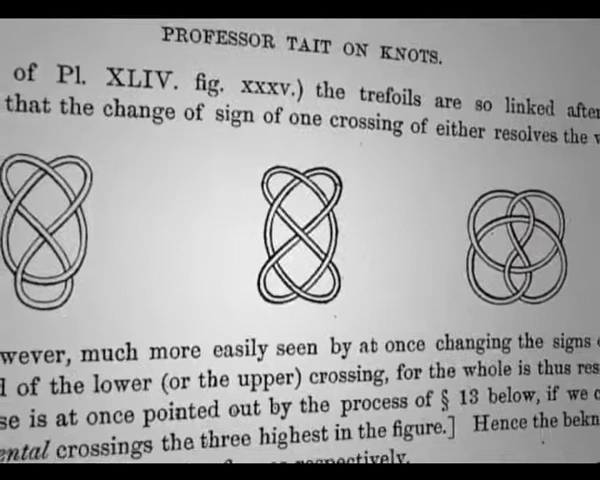 PROFESSOR TAIT ON KNOTS.
of Pl. XLIV. fig. xxxv.) the trefoils are so linked after
that the change of sign of one crossing of either resolves the
wever, much more easily seen by at once changing the signs
of the lower (or the upper) crossing, for the whole is thus res
se is at once pointed out by the process of § 13 below, if we
ental crossings the three highest in the figure.] Hence the bekn
respectively.